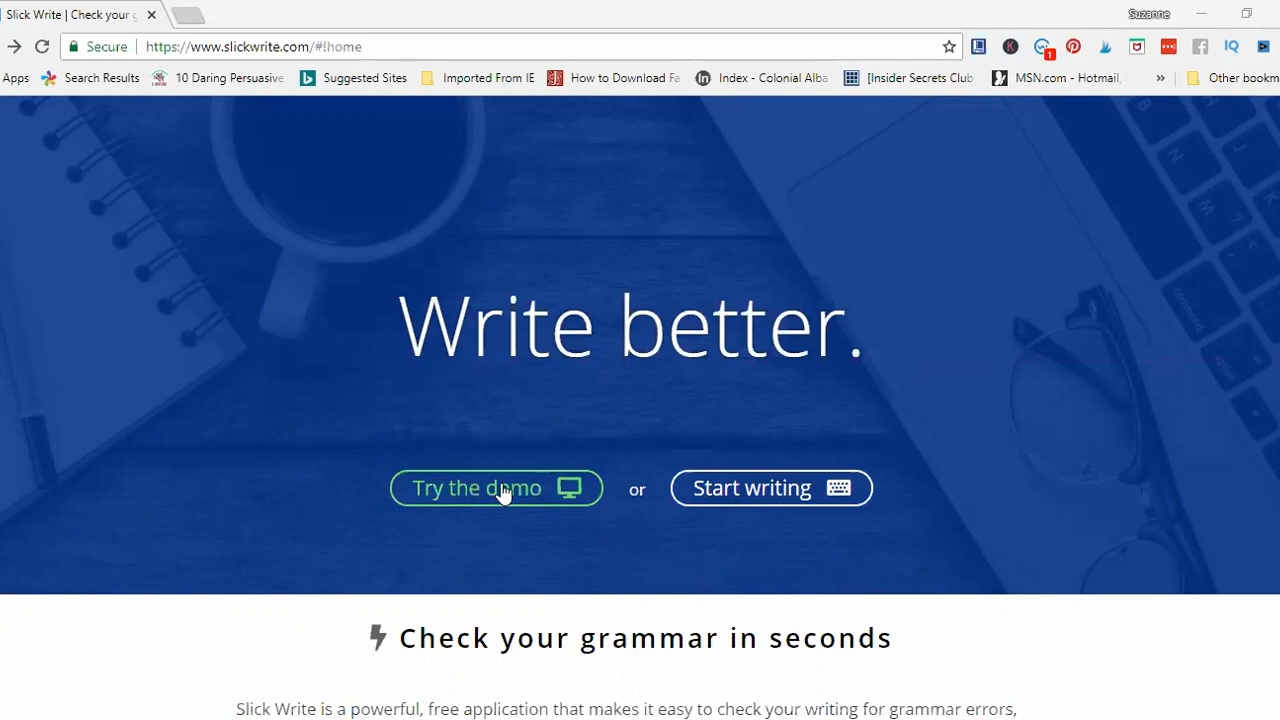 Slick Write | Check your g
Suzanne
Secure https://www.slickwrite.com/#!home
1
IQ
Apps Search Results 10 Daring Persuasive Suggested Sites Imported From IE How to Download Fa Index - Colonial Alba [Insider Secrets Club MSN.com - Hotmail, » Other bookm
Write better.
Try the demo or Start writing
Check your grammar in seconds
Slick Write is a powerful, free application that makes it easy to check your writing for grammar errors,